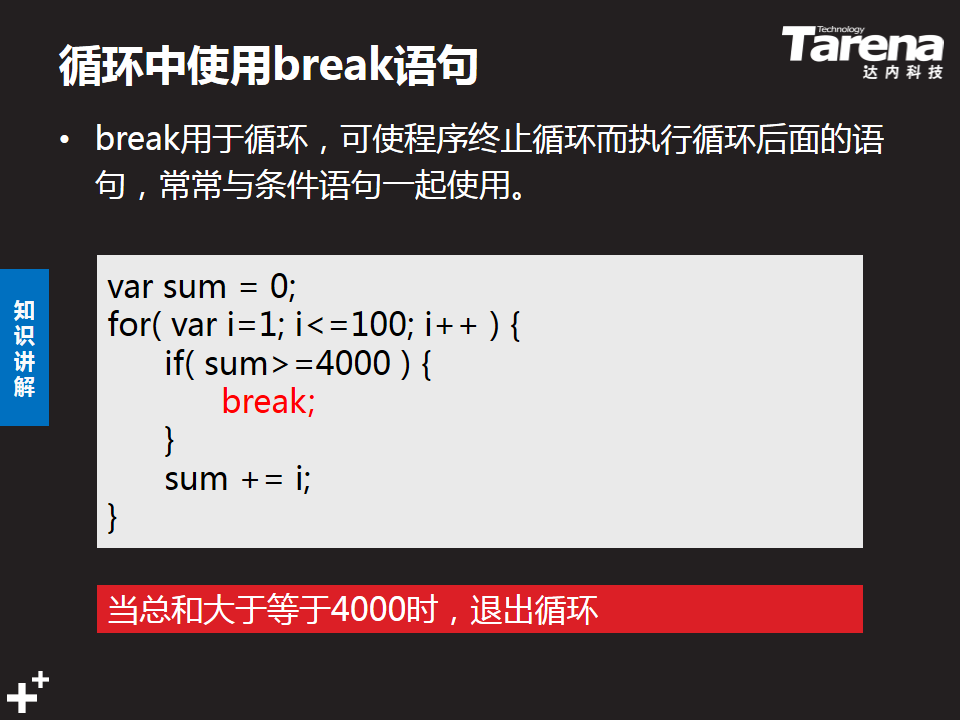 循环中使用break语句
Technology
Tarena
达内科技
• break用于循环，可使程序终止循环而执行循环后面的语
句，常常与条件语句一起使用。
知识讲解
var sum = 0;
for( var i=1; i<=100; i++ ) {
if( sum>=4000 ) {
break;
}
sum += i;
}
当总和大于等于4000时，退出循环